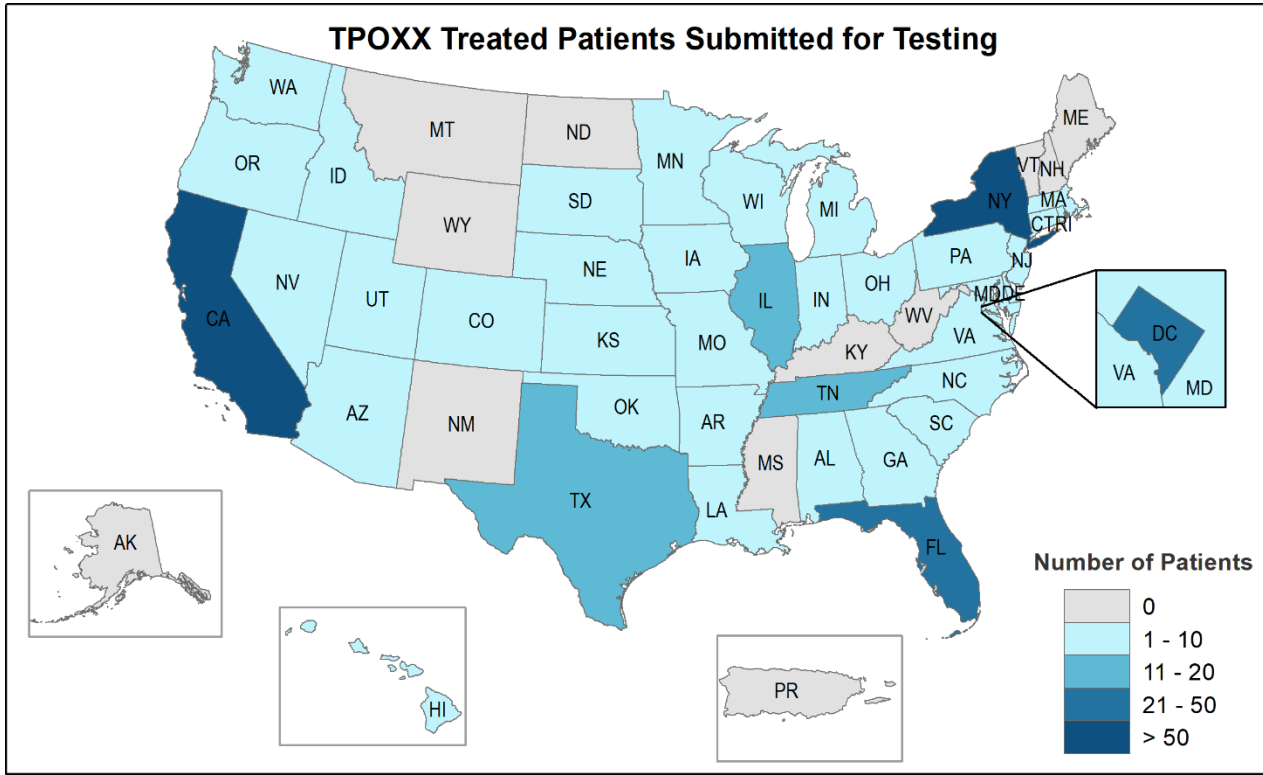 TPOXX Treated Patients Submitted for Testing
WA
MT
ND
ME
OR
ID
MN
VT
NH
SD
WI
MI
NY
MA
WY
CT
RI
IA
PA
NJ
NE
NV
UT
IL
IN
OH
MD
DE
CA
CO
WV
KS
MO
KY
VA
DC
VA
MD
AZ
NM
OK
TN
NC
AR
SC
MS
AL
GA
TX
LA
AK
FL
HI
PR
Number of Patients
0
1 - 10
11 - 20
21 - 50
> 50